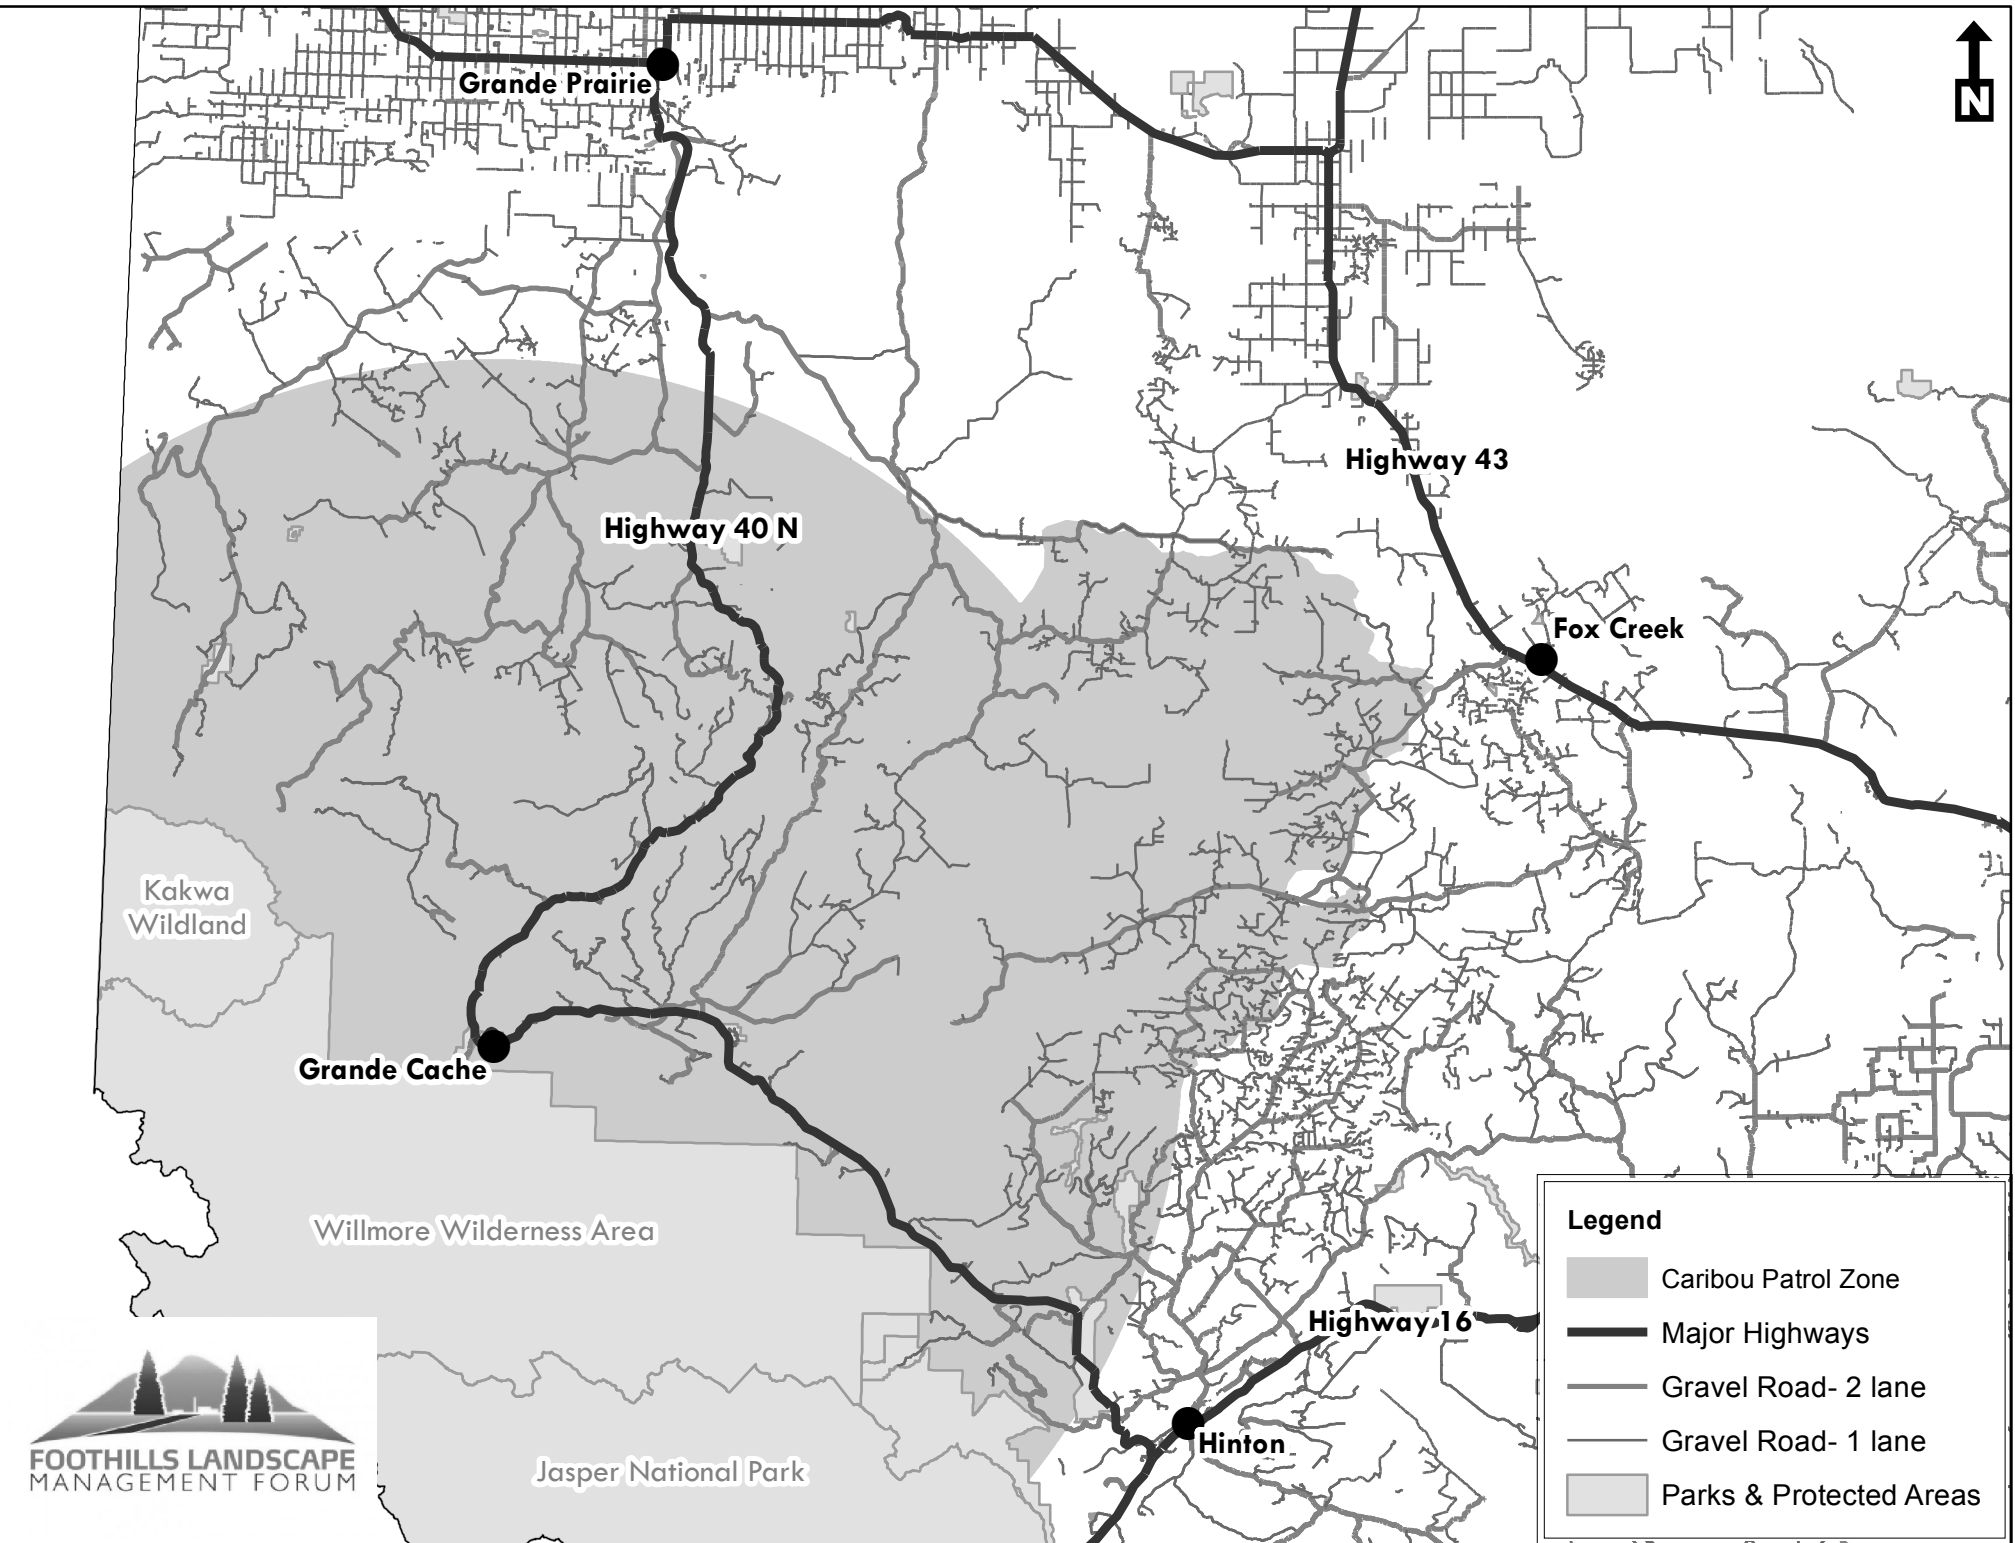 Grande Prairie
N
Highway 43
Highway 40 N
Fox Creek
Kakwa
Wildland
Grande Cache
Willmore Wilderness Area
Highway 16
Hinton
Jasper National Park
Legend
Caribou Patrol Zone
Major Highways
Gravel Road- 2 lane
Gravel Road- 1 lane
Parks & Protected Areas
FOOTHILLS LANDSCAPE
MANAGEMENT FORUM